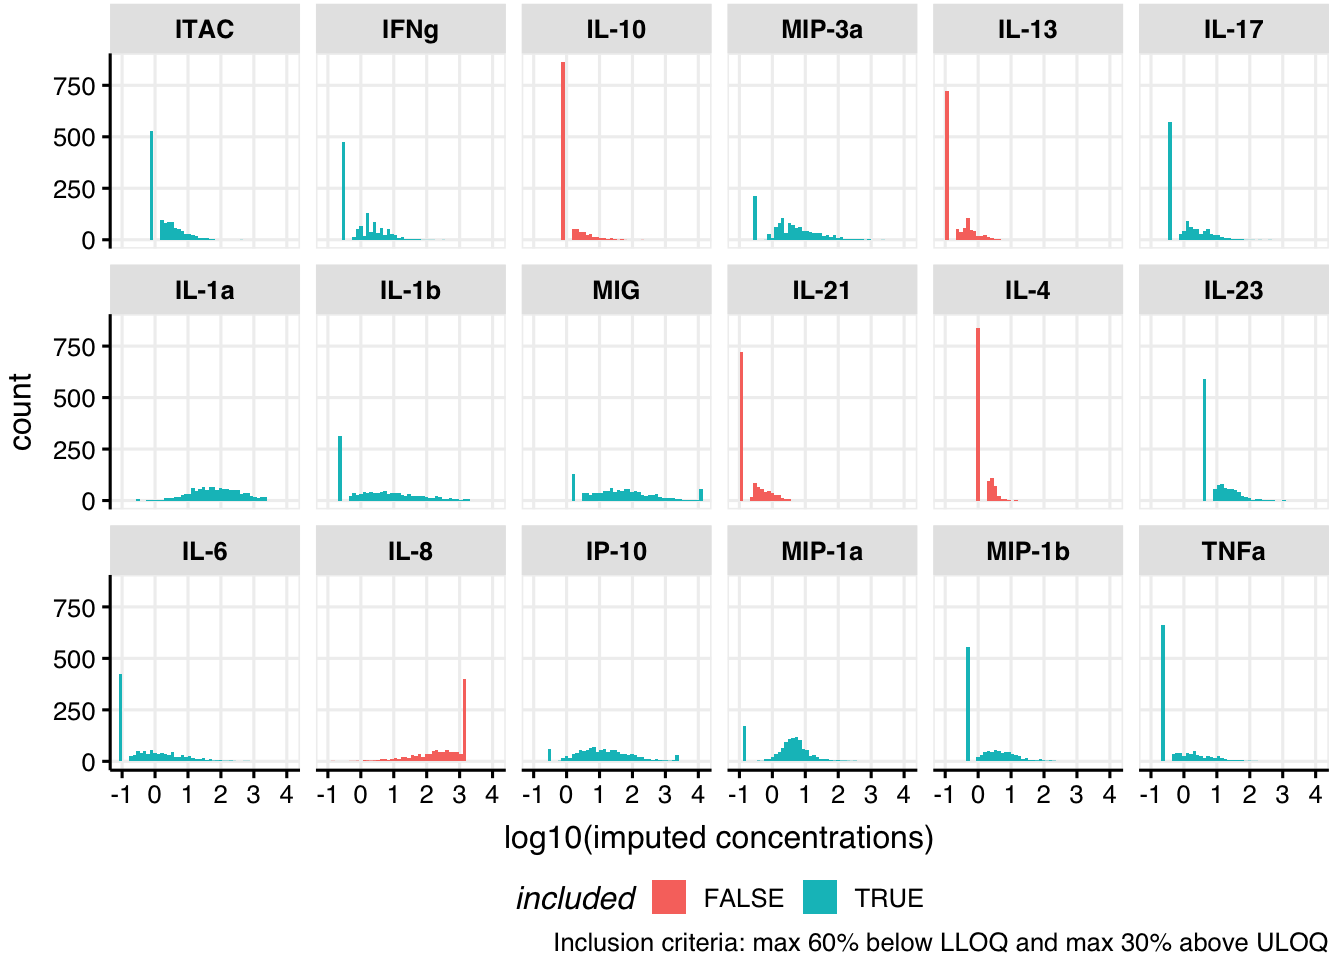 ITAC IFNg IL-10 MIP-3a IL-13 IL-17
750
500
250
0
IL-1a IL-1b MIG IL-21 IL-4 IL-23
750
500
250
0
count
IL-6 IL-8 IP-10 MIP-1a MIP-1b TNFa
750
500
250
0
-1 0 1 2 3 4 -1 0 1 2 3 4 -1 0 1 2 3 4 -1 0 1 2 3 4 -1 0 1 2 3 4 -1 0 1 2 3 4
log10(imputed concentrations)
included FALSE TRUE
Inclusion criteria: max 60% below LLOQ and max 30% above ULOQ